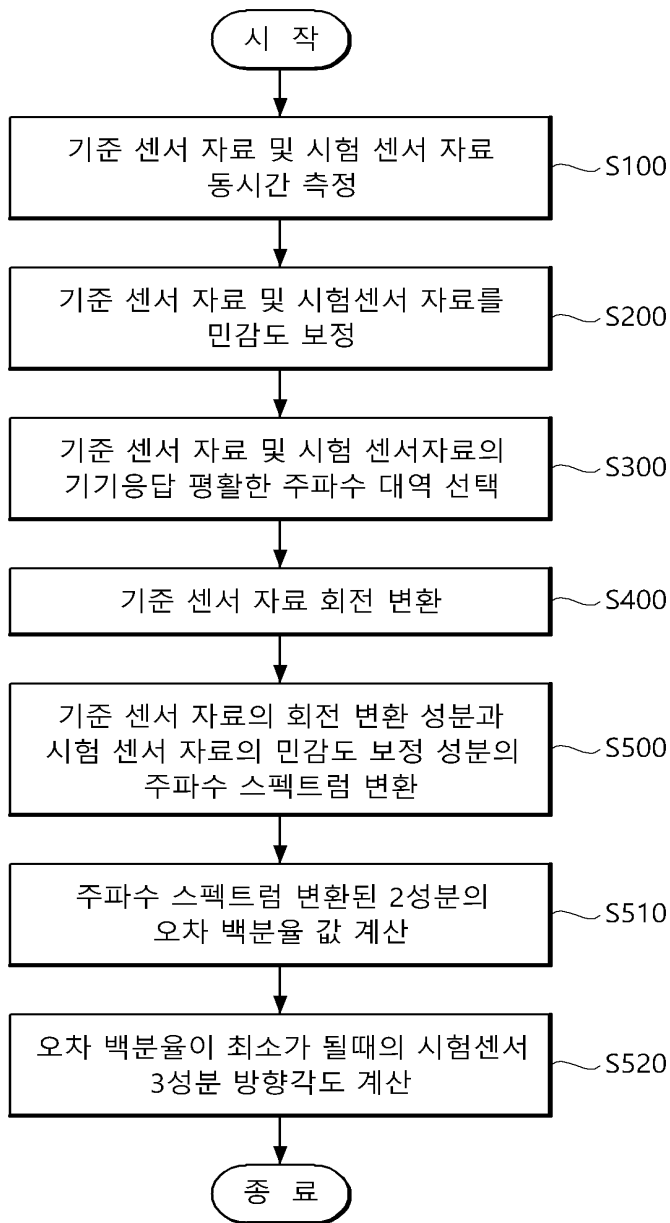 시 작
기준 센서 자료 및 시험 센서 자료
동시간 측정
S100
기준 센서 자료 및 시험센서 자료를
민감도 보정
S200
기준 센서 자료 및 시험 센서자료의
기기응답 평활한 주파수 대역 선택
S300
기준 센서 자료 회전 변환
S400
기준 센서 자료의 회전 변환 성분과
시험 센서 자료의 민감도 보정 성분의
주파수 스펙트럼 변환
S500
주파수 스펙트럼 변환된 2성분의
오차 백분율 값 계산
S510
오차 백분율이 최소가 될때의 시험센서
3성분 방향각도 계산
S520
종 료